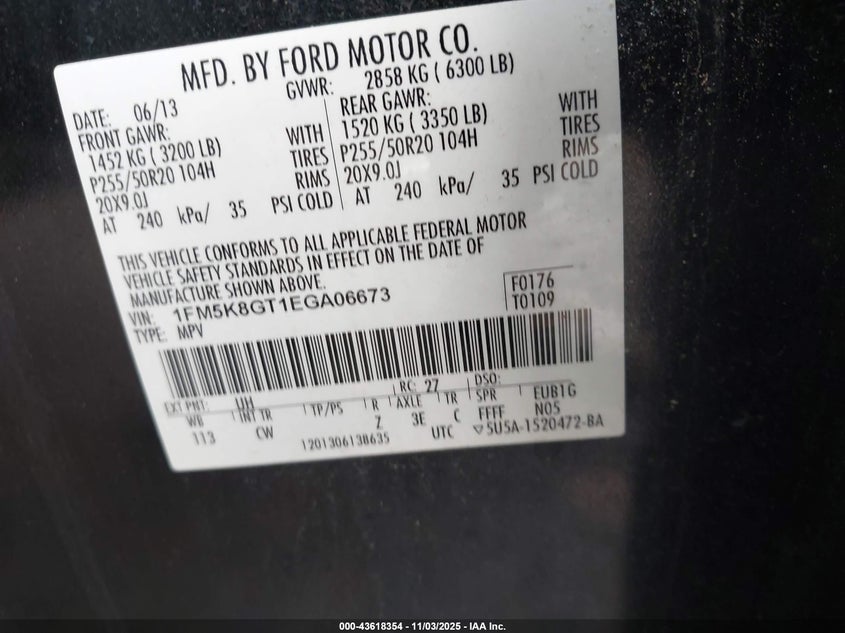 MFD. BY FORD MOTOR CO.
DATE: 06/13 GVWR: 2858 KG ( 6300 LB)
FRONT GAWR: REAR GAWR:
1452 KG ( 3200 LB) WITH 1520 KG ( 3350 LB) WITH
P255/50R20 104H TIRES P255/50R20 104H TIRES
20X9.0J RIMS 20X9.0J RIMS
AT 240 kPa/ 35 PSI COLD AT 240 kPa/ 35 PSI COLD
THIS VEHICLE CONFORMS TO ALL APPLICABLE FEDERAL MOTOR
VEHICLE SAFETY STANDARDS IN EFFECT ON THE DATE OF
MANUFACTURE SHOWN ABOVE.
VIN: 1FM5K8GT1EGA06673 F0176
TYPE: MPV T0109
EXT PNT: UH RC: 27 DSO:
WB INT TR TP/PS R AXLE TR SPR EUB1G
113 CW Z 3E C FFFF N05
1201306138635 UTC ▽5U5A-1520472-BA
000-43618354 - 11/03/2025 - IAA Inc.